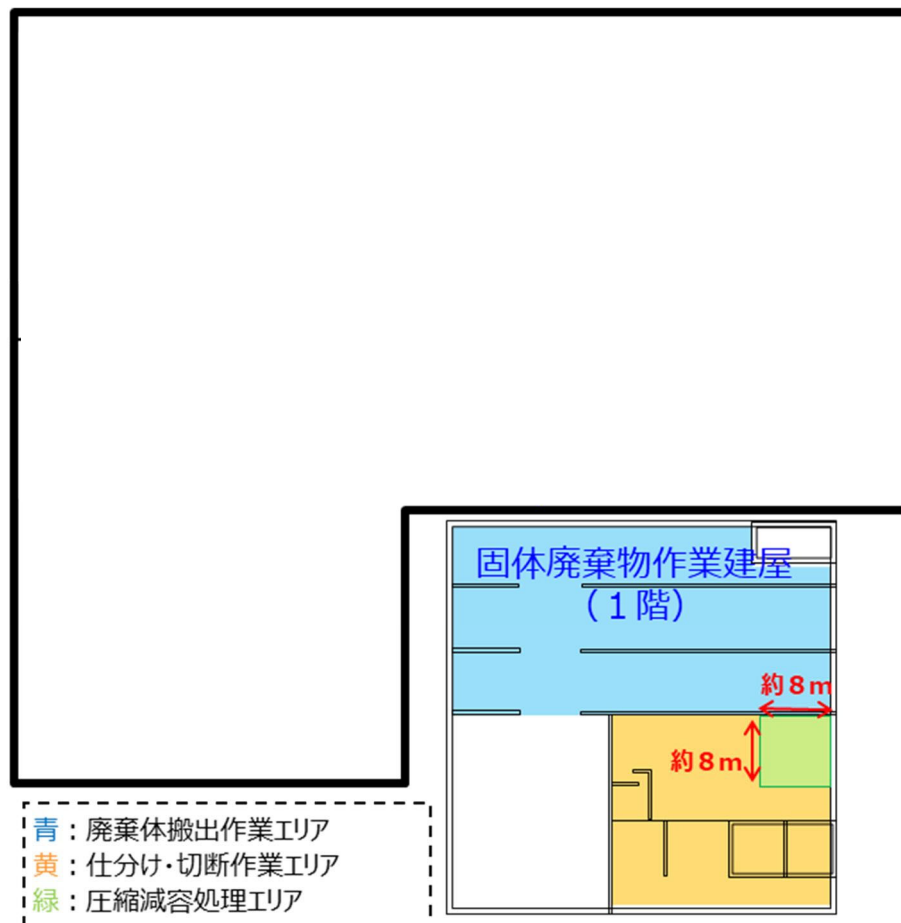 固体廃棄物作業建屋
（１階）
約８ｍ
約８ｍ
青：廃棄体搬出作業エリア
黄：仕分け・切断作業エリア
緑：圧縮減容処理エリア